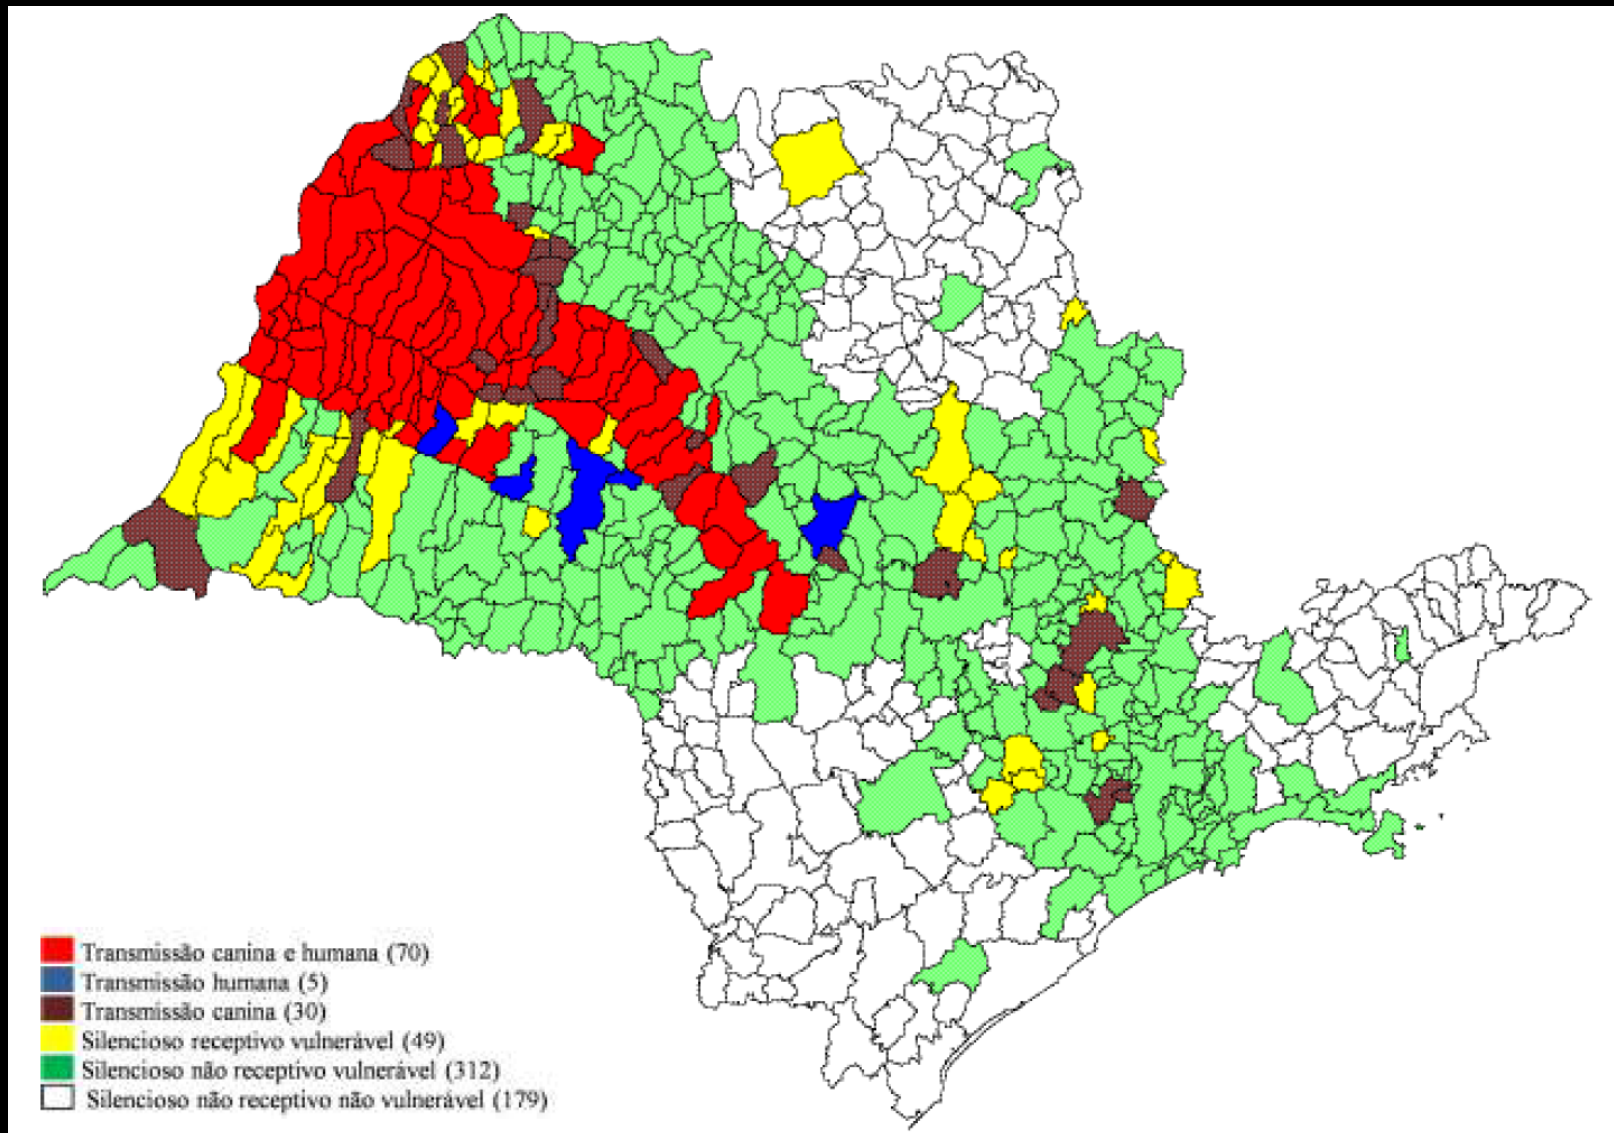 Transmissão canina e humana (70)
Transmissão humana (5)
Transmissão canina (30)
Silencioso receptivo vulnerável (49)
Silencioso não receptivo vulnerável (312)
Silencioso não receptivo não vulnerável (179)